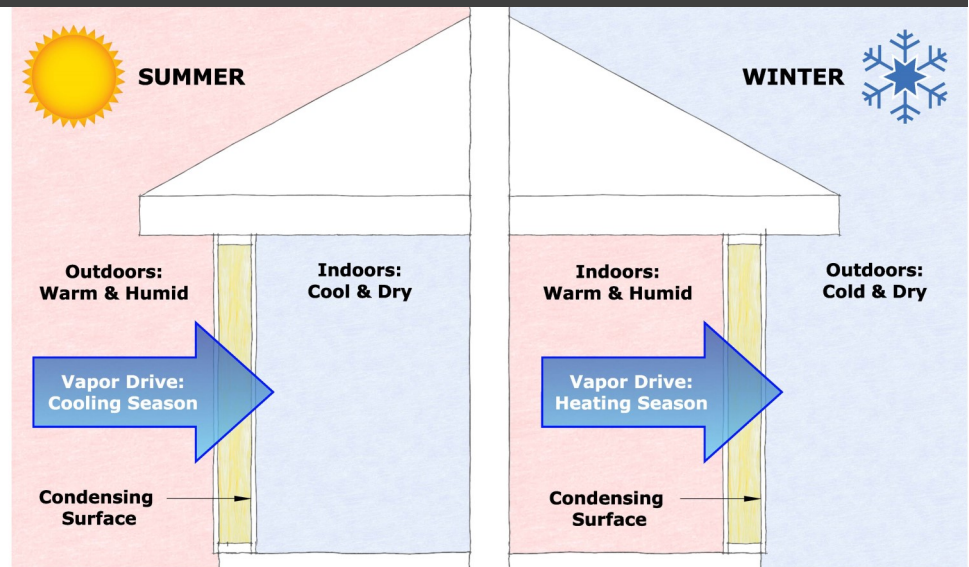 SUMMER
WINTER
Outdoors:
Warm & Humid
Indoors:
Cool & Dry
Indoors:
Warm & Humid
Outdoors:
Cold & Dry
Vapor Drive:
Cooling Season
Vapor Drive:
Heating Season
Condensing
Surface
Condensing
Surface